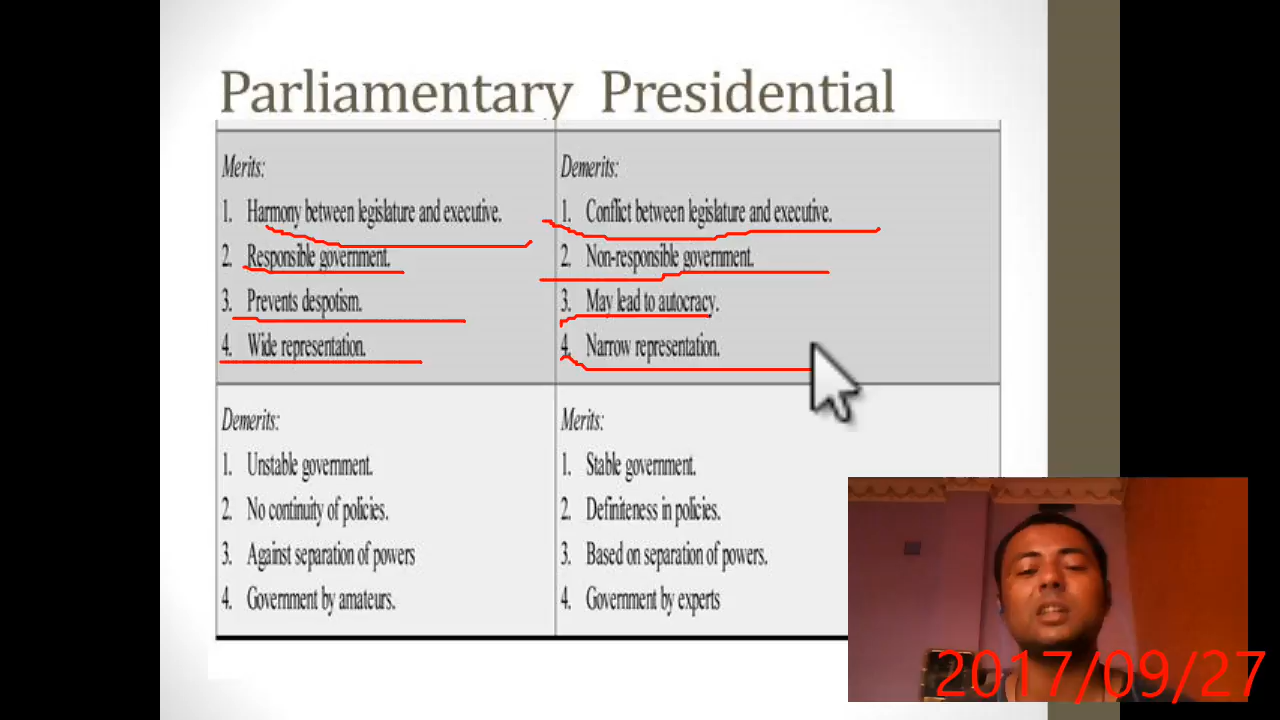 Parliamentary Presidential
Merits:
1. Harmony between legislature and executive.
2. Responsible government.
3. Prevents despotism.
4. Wide representation.
Demerits:
1. Conflict between legislature and executive.
2. Non-responsible government.
3. May lead to autocracy.
4. Narrow representation.
Demerits:
1. Unstable government.
2. No continuity of policies.
3. Against separation of powers
4. Government by amateurs.
Merits:
1. Stable government.
2. Definiteness in policies.
3. Based on separation of powers.
4. Government by experts
2017/09/27